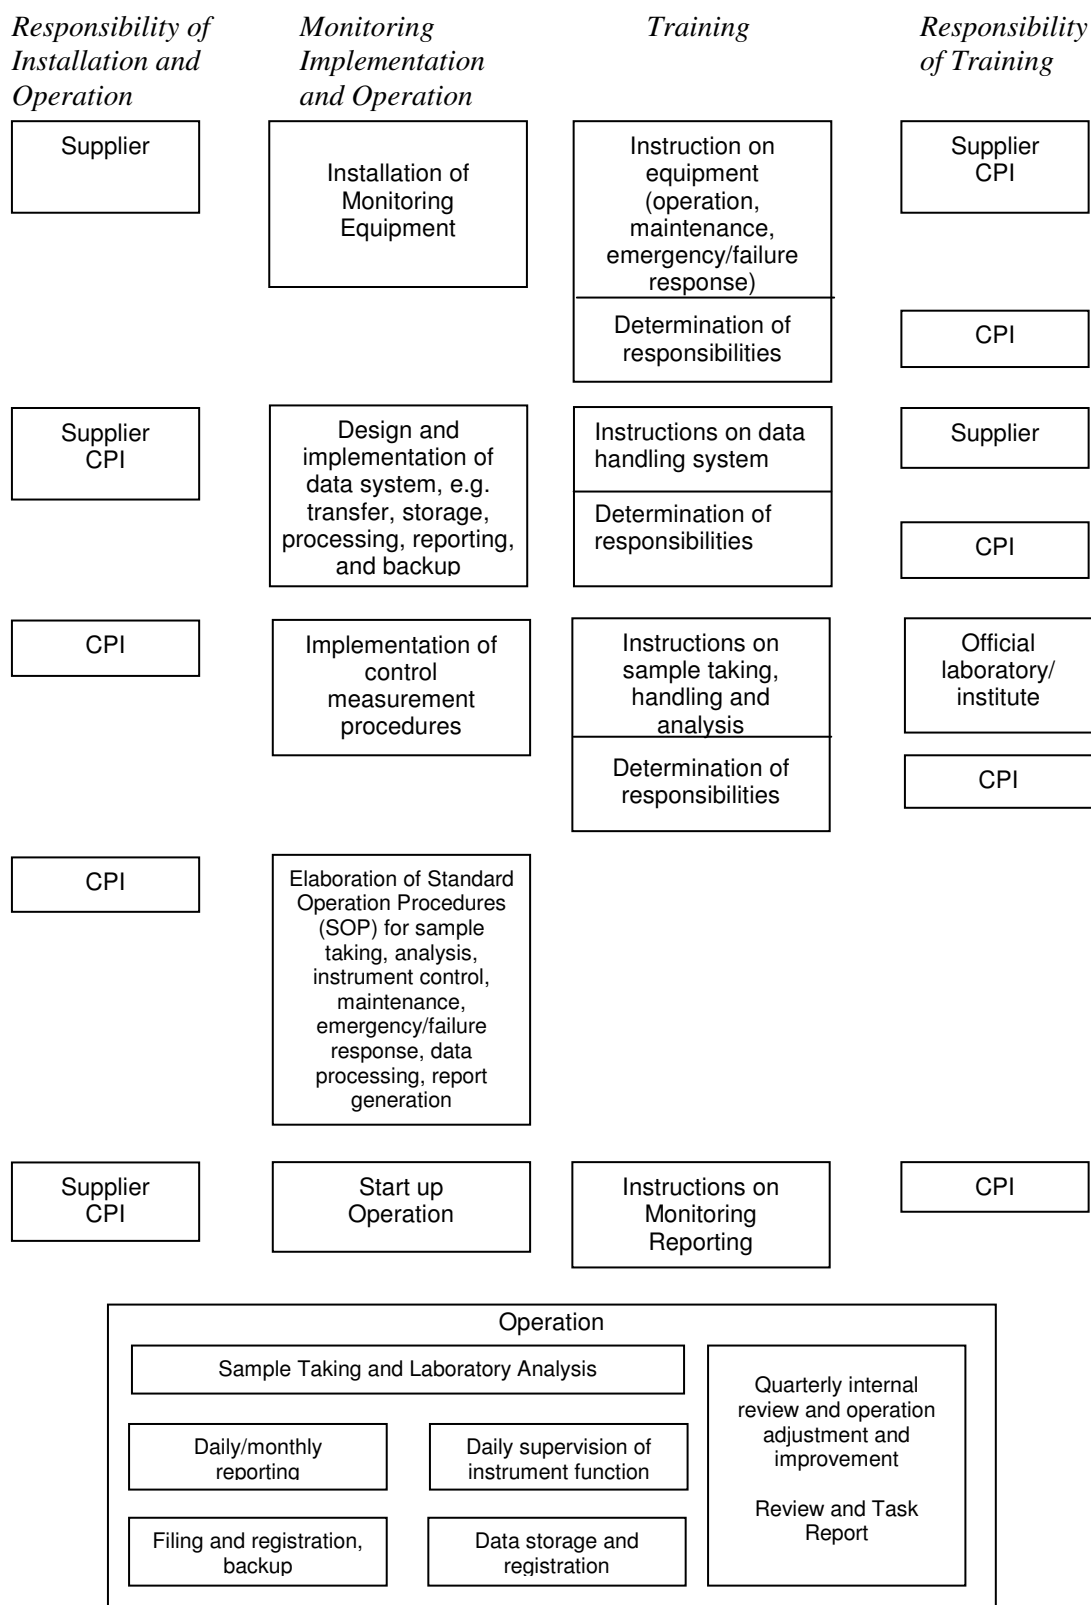 Responsibility of
Installation and
Operation
Monitoring
Implementation
and Operation
Training
Responsibility
of Training
Supplier
Installation of
Monitoring
Equipment
Instruction on
equipment
(operation,
maintenance,
emergency/failure
response)
Supplier
CPI
Determination of
responsibilities
CPI
Supplier
CPI
Design and
implementation of
data system, e.g.
transfer, storage,
processing, reporting,
and backup
Instructions on data
handling system
Supplier
Determination of
responsibilities
CPI
CPI
Implementation of
control
measurement
procedures
Instructions on
sample taking,
handling and
analysis
Official
laboratory/
institute
Determination of
responsibilities
CPI
CPI
Elaboration of Standard
Operation Procedures
(SOP) for sample
taking, analysis,
instrument control,
maintenance,
emergency/failure
response, data
processing, report
generation
Supplier
CPI
Start up
Operation
Instructions on
Monitoring
Reporting
CPI
Operation
Sample Taking and Laboratory Analysis
Daily/monthly
reporting
Daily supervision of
instrument function
Filing and registration,
backup
Data storage and
registration
Quarterly internal
review and operation
adjustment and
improvement
Review and Task
Report